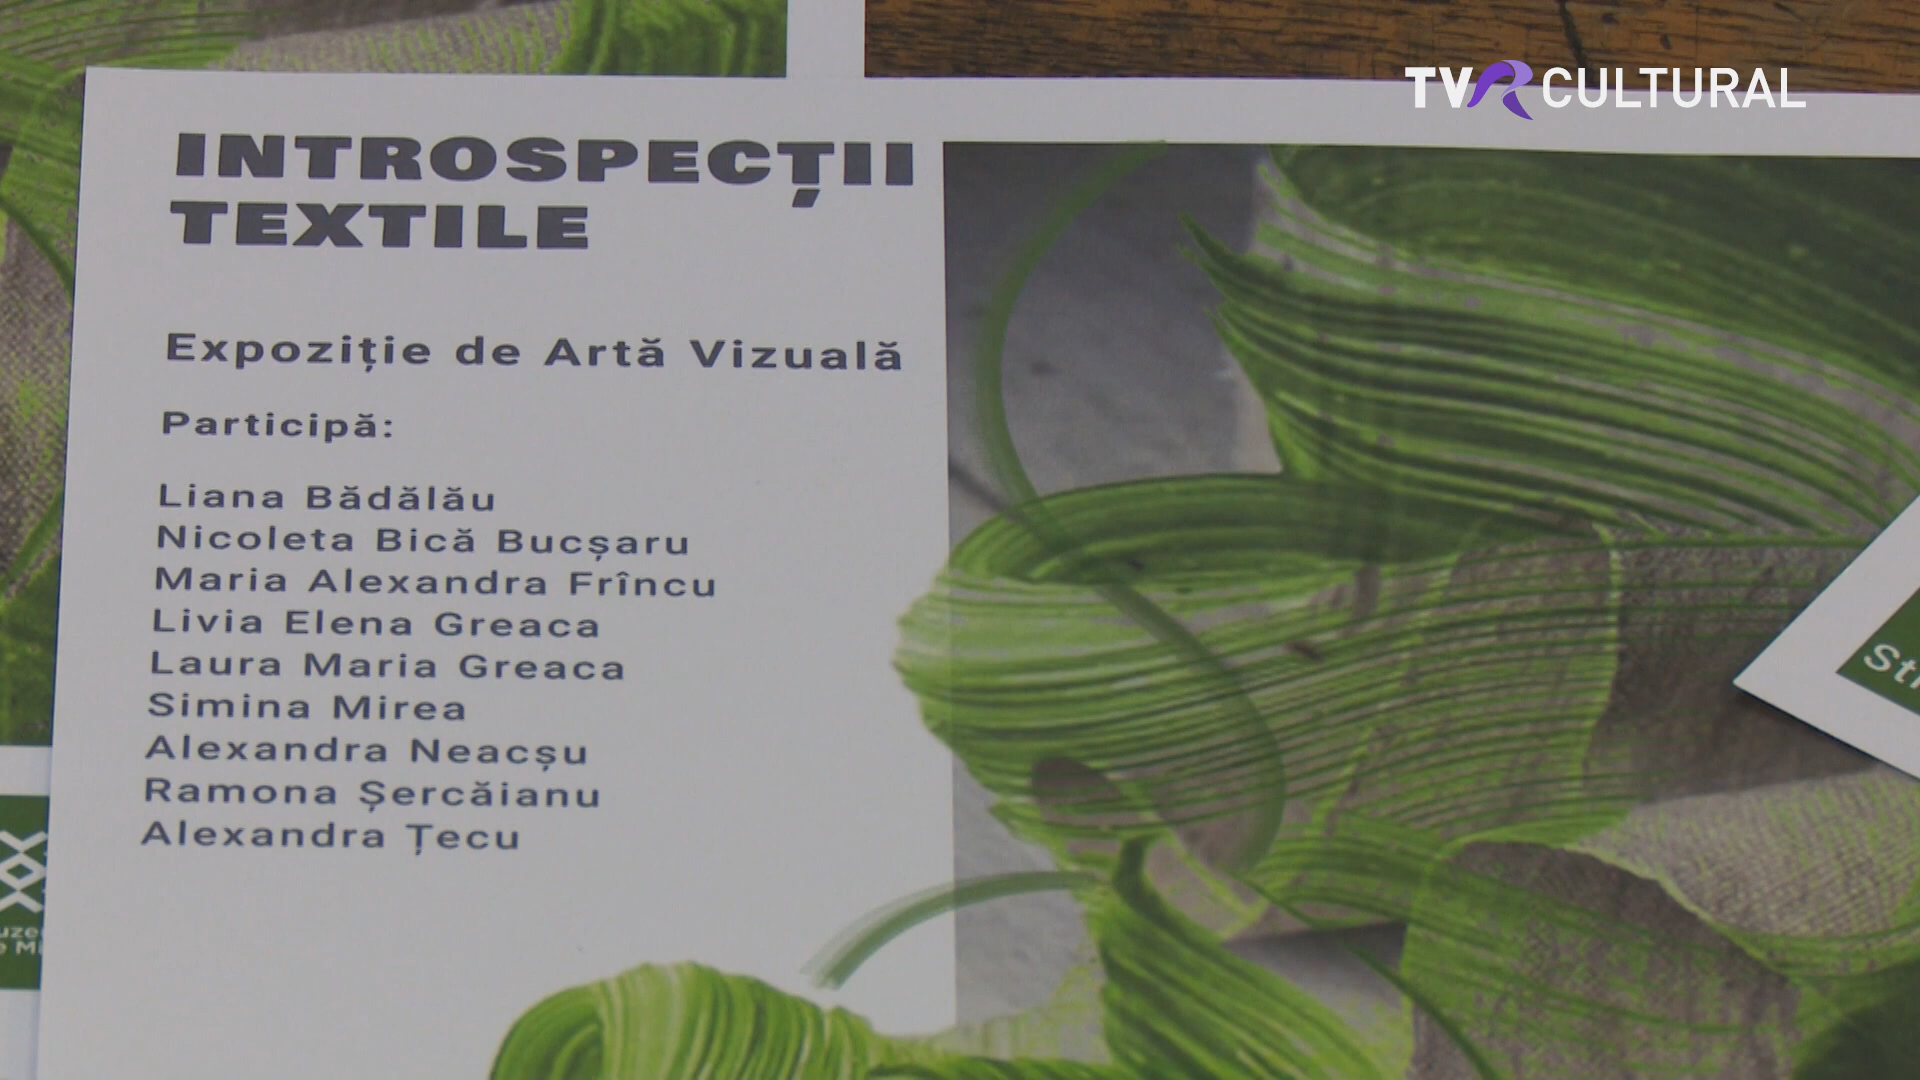 TVR CULTURAL
INTROSPECȚII
TEXTILE
Expoziție de Artă Vizuală
Participă:
Liana Bădălău
Nicoleta Bică Bucșaru
Maria Alexandra Frîncu
Livia Elena Greaca
Laura Maria Greaca
Simina Mirea
Alexandra Neacșu
Ramona Șercăianu
Alexandra Țecu